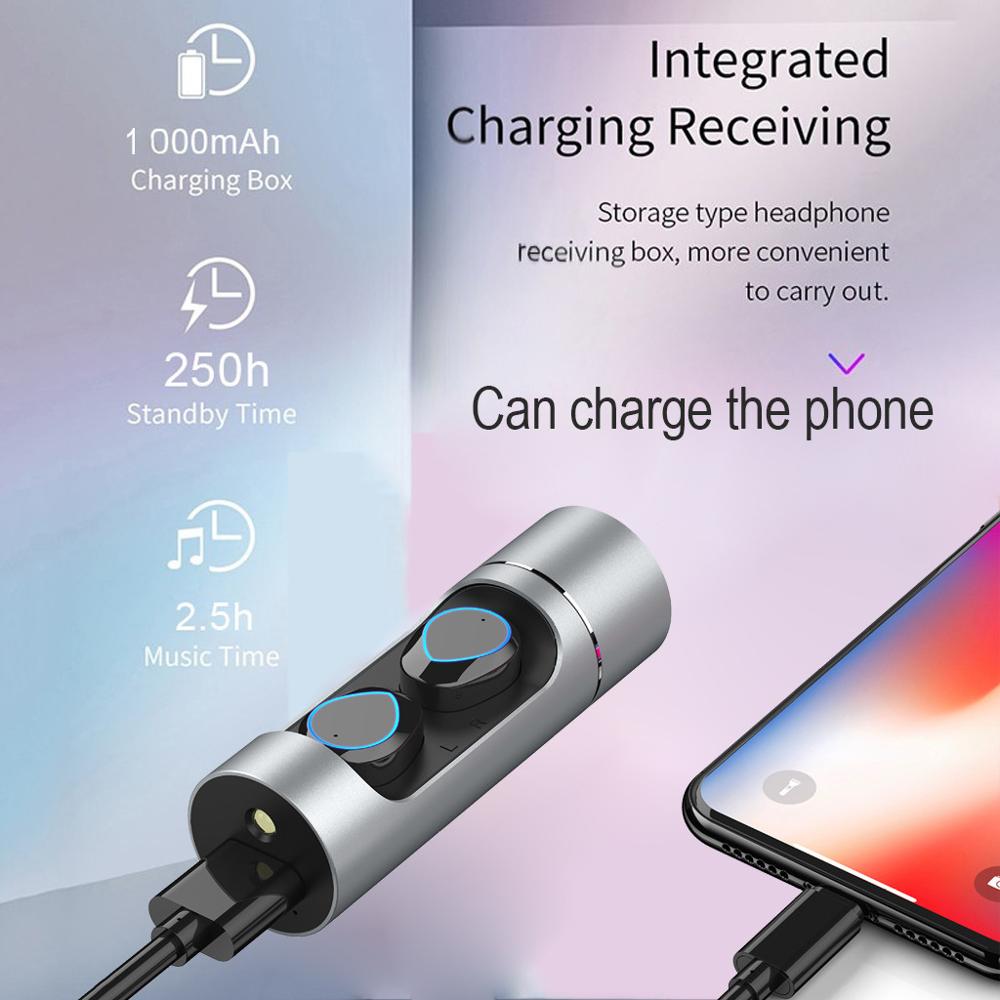 1 000mAh
Charging Box
250h
Standby Time
2.5h
Music Time
Integrated
Charging Receiving
Storage type headphone
receiving box, more convenient
to carry out.
Can charge the phone
L R